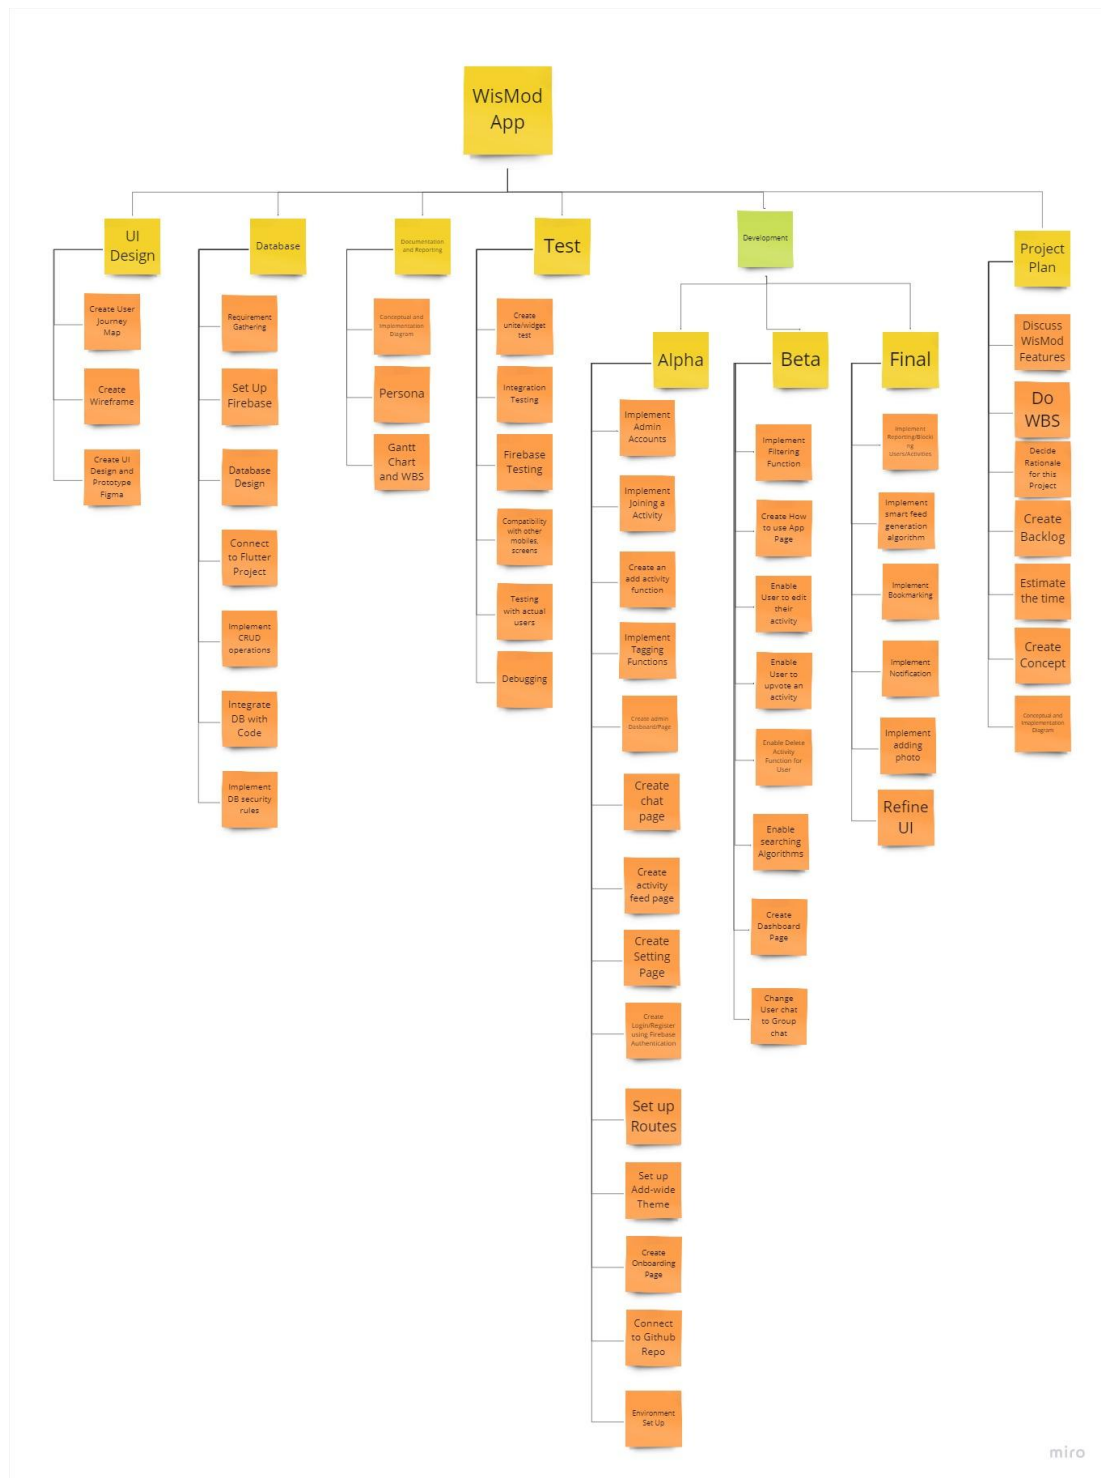 WisMod
App
UI
Design
Create User
Journey
Map
Create
Wireframe
Create UI
Design and
Prototype
Figma
Database
Requirement
Gathering
Set Up
Firebase
Database
Design
Connect
to Flutter
Project
Implement
CRUD
operations
Integrate
DB with
Code
Implement
DB security
rules
Documentation
and Reporting
Conceptual and
Implementation
Diagram
Persona
Gantt
Chart
and WBS
Test
Create
unite/widget
test
Integration
Testing
Firebase
Testing
Compatibility
with other
mobiles,
screens
Testing
with actual
users
Debugging
Development
Alpha
Implement
Admin
Accounts
Implement
Joining a
Activity
Create an
add activity
function
Implement
Tagging
Functions
Create admin
Dasboard/Page
Create
chat
page
Create
activity
feed page
Create
Setting
Page
Create
Login/Register
using Firebase
Authentication
Set up
Routes
Set up
Add-wide
Theme
Create
Onboarding
Page
Connect
to Github
Repo
Environment
Set Up
Beta
Implement
Filtering
Function
Create How
to use App
Page
Enable
User to edit
their
activity
Enable
User to
upvote an
activity
Enable Delete
Activity
Function for
User
Enable
searching
Algorithms
Create
Dashboard
Page
Change
User chat
to Group
chat
Final
Implement
Reporting/Blocki
ng
Users/Activities
Implement
smart feed
generation
algorithm
Implement
Bookmarking
Implement
Notification
Implement
adding
photo
Refine
UI
Project
Plan
Discuss
WisMod
Features
Do
WBS
Decide
Rationale
for this
Project
Create
Backlog
Estimate
the time
Create
Concept
Conceptual and
Implementation
Diagram
miro